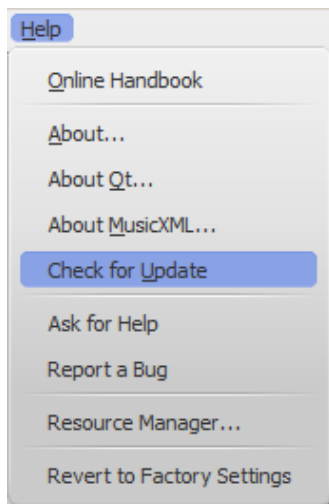 Help
Online Handbook
About...
About Qt...
About MusicXML...
Check for Update
Ask for Help
Report a Bug
Resource Manager...
Revert to Factory Settings